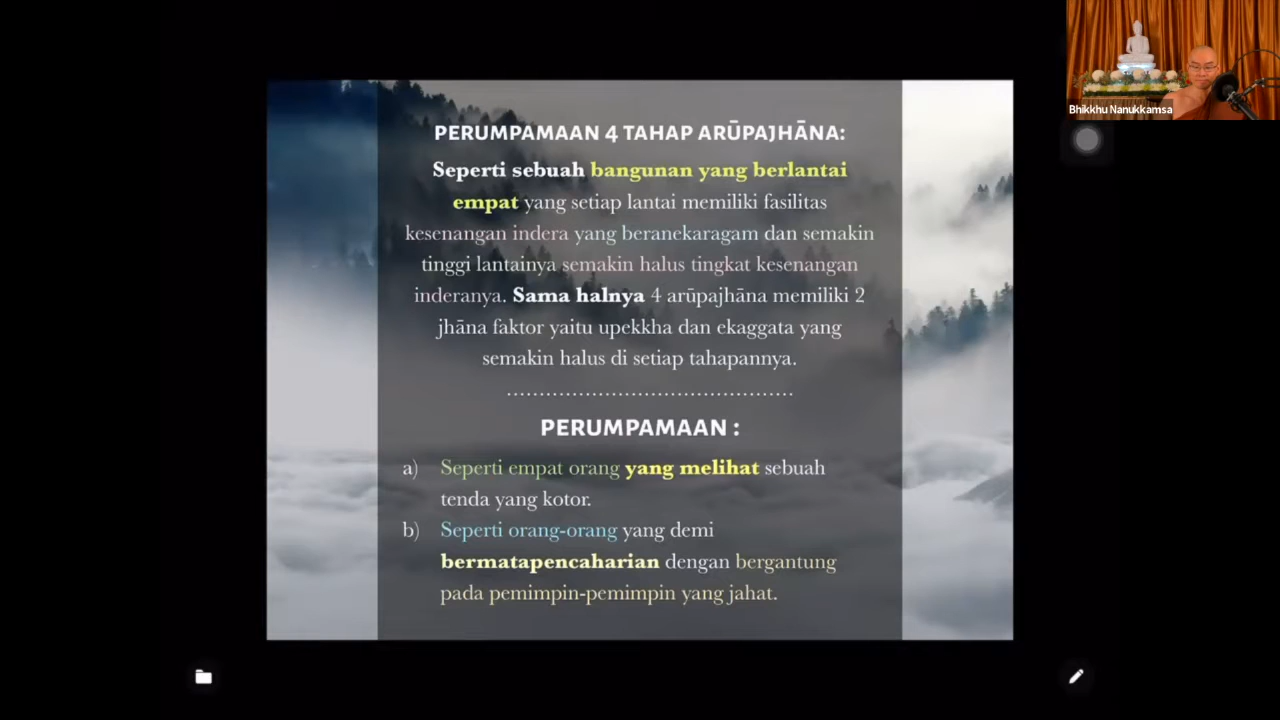 Bhikkhu Nanukkamsa
PERUMPAMAAN 4 TAHAP ARŪPAJHĀNA:
Seperti sebuah bangunan yang berlantai
empat yang setiap lantai memiliki fasilitas
kesenangan indera yang beranekaragam dan semakin
tinggi lantainya semakin halus tingkat kesenangan
inderanya. Sama halnya 4 arūpajhāna memiliki 2
jhāna faktor yaitu upekkha dan ekaggata yang
semakin halus di setiap tahapannya.
............................................
PERUMPAMAAN :
a) Seperti empat orang yang melihat sebuah
tenda yang kotor.
b) Seperti orang-orang yang demi
bermatapencaharian dengan bergantung
pada pemimpin-pemimpin yang jahat.